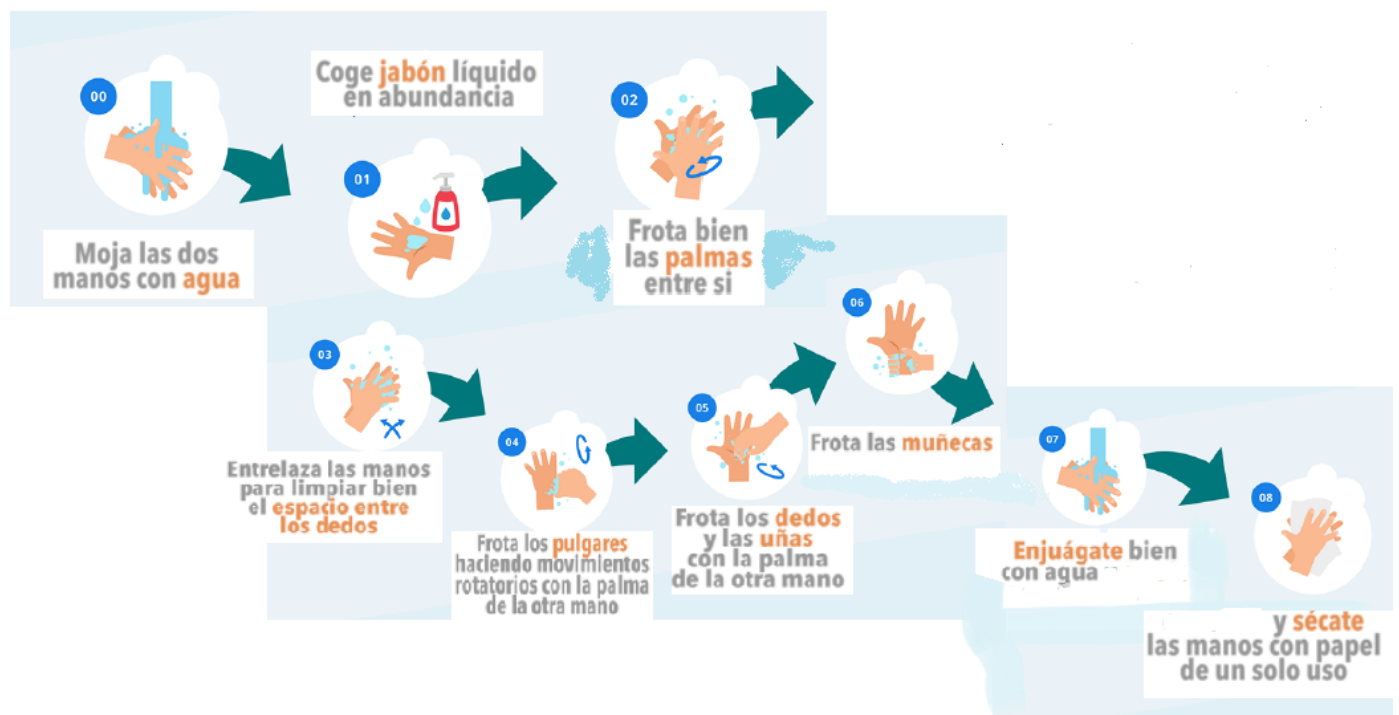 00
Moja las dos
manos con agua
01
Coge jabón líquido
en abundancia
02
Frota bien
las palmas
entre si
03
Entrelaza las manos
para limpiar bien
el espacio entre
los dedos
04
Frota los pulgares
haciendo movimientos
rotatorios con la palma
de la otra mano
05
Frota los dedos
y las uñas
con la palma
de la otra mano
06
Frota las muñecas
07
Enjuágate bien
con agua
08
y sécate
las manos con papel
de un solo uso